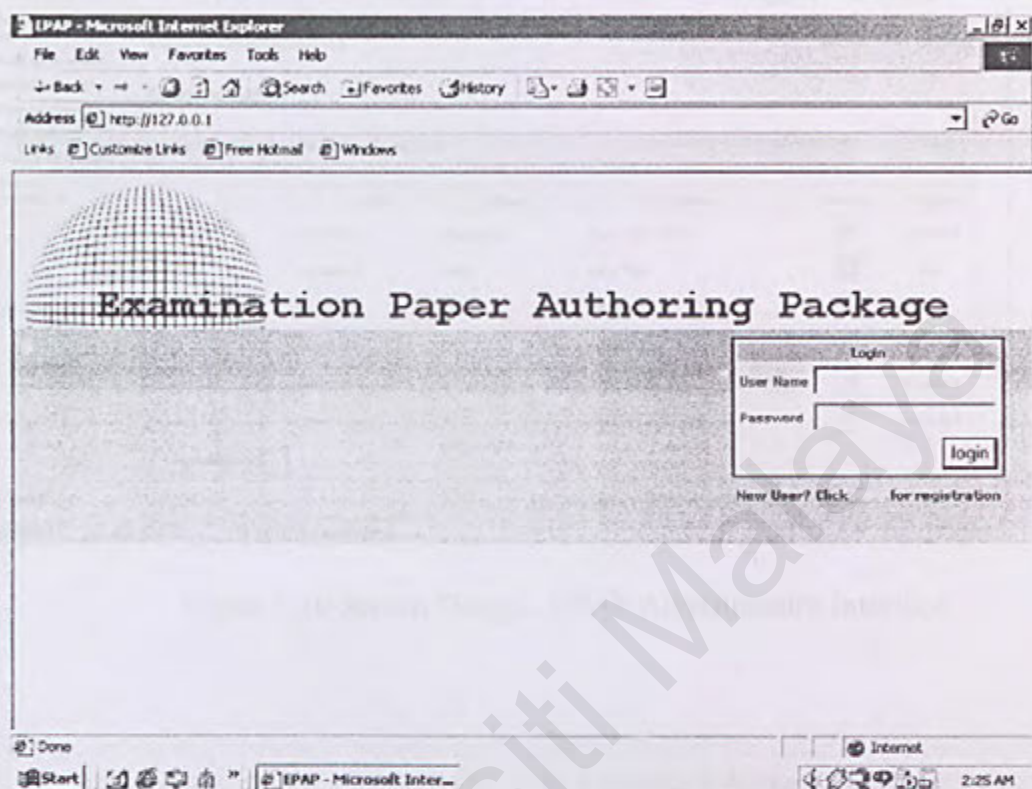 EPAP - Microsoft Internet Explorer
File Edit View Favorites Tools Help
Back Search Favorites History
Address http://127.0.0.1 Go
Links Customize Links Free Hotmail Windows
Examination Paper Authoring Package
Login
User Name
Password
login
New User? Click for registration
Done Internet
Start EPAP - Microsoft Inter... 2:25 AM
siti Malaya